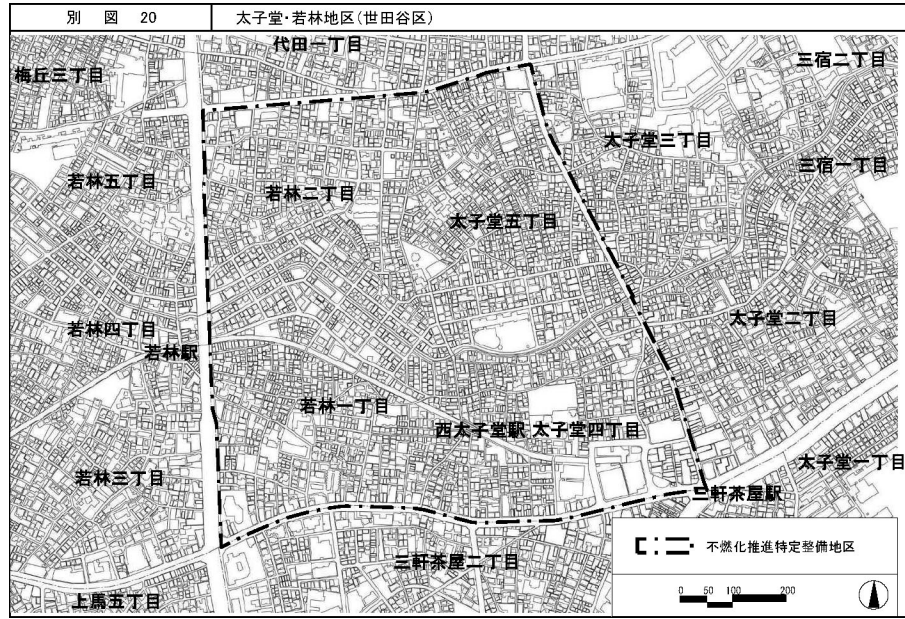 別 図 20
太子堂・若林地区(世田谷区)
代田一丁目
三宿二丁目
梅丘三丁目
太子堂三丁目
三宿一丁目
若林五丁目
若林二丁目
太子堂五丁目
太子堂二丁目
若林四丁目
若林駅
若林一丁目
西太子堂駅 太子堂四丁目
太子堂一丁目
若林三丁目
三軒茶屋駅
不燃化推進特定整備地区
三軒茶屋二丁目
上馬五丁目
0 50 100 200